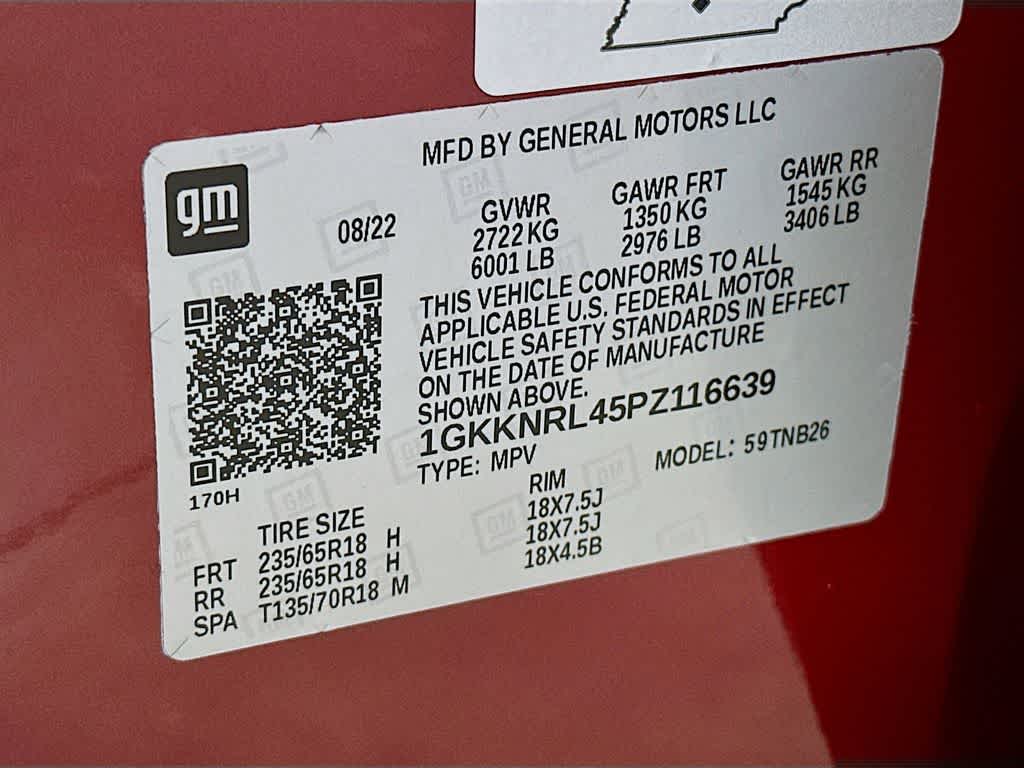 MFD BY GENERAL MOTORS LLC
gm
08/22
GVWR
2722 KG
6001 LB
GAWR FRT
1350 KG
2976 LB
GAWR RR
1545 KG
3406 LB
THIS VEHICLE CONFORMS TO ALL
APPLICABLE U.S. FEDERAL MOTOR
VEHICLE SAFETY STANDARDS IN EFFECT
ON THE DATE OF MANUFACTURE
SHOWN ABOVE.
1GKKNRL45PZ116639
TYPE: MPV
MODEL: 59TNB26
170H
TIRE SIZE RIM
FRT 235/65R18 H 18X7.5J
RR 235/65R18 H 18X7.5J
SPA T135/70R18 M 18X4.5B